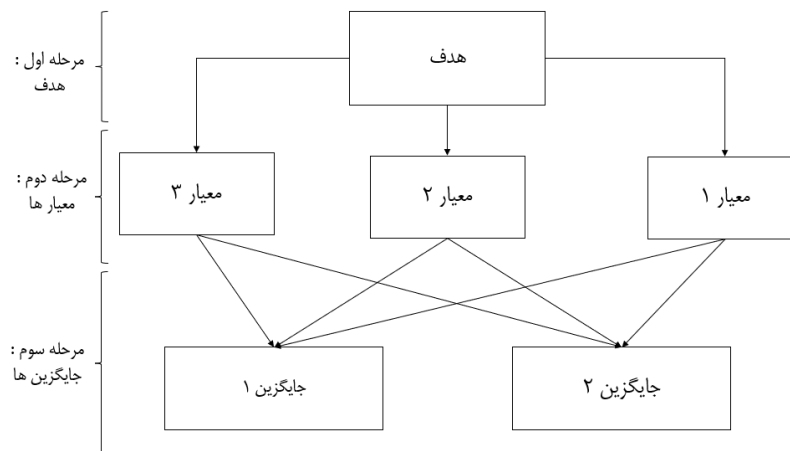 مرحله اول :
هدف
هدف
مرحله دوم :
معیار ها
معیار ۱
معیار ۲
معیار ۳
مرحله سوم :
جایگزین ها
جایگزین ۲
جایگزین ۱